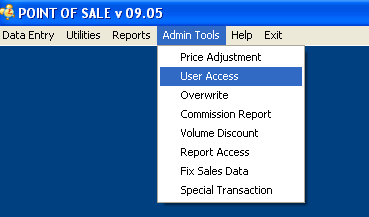 POINT OF SALE v 09.05
Data Entry Utilities Reports Admin Tools Help Exit
Price Adjustment
User Access
Overwrite
Commission Report
Volume Discount
Report Access
Fix Sales Data
Special Transaction